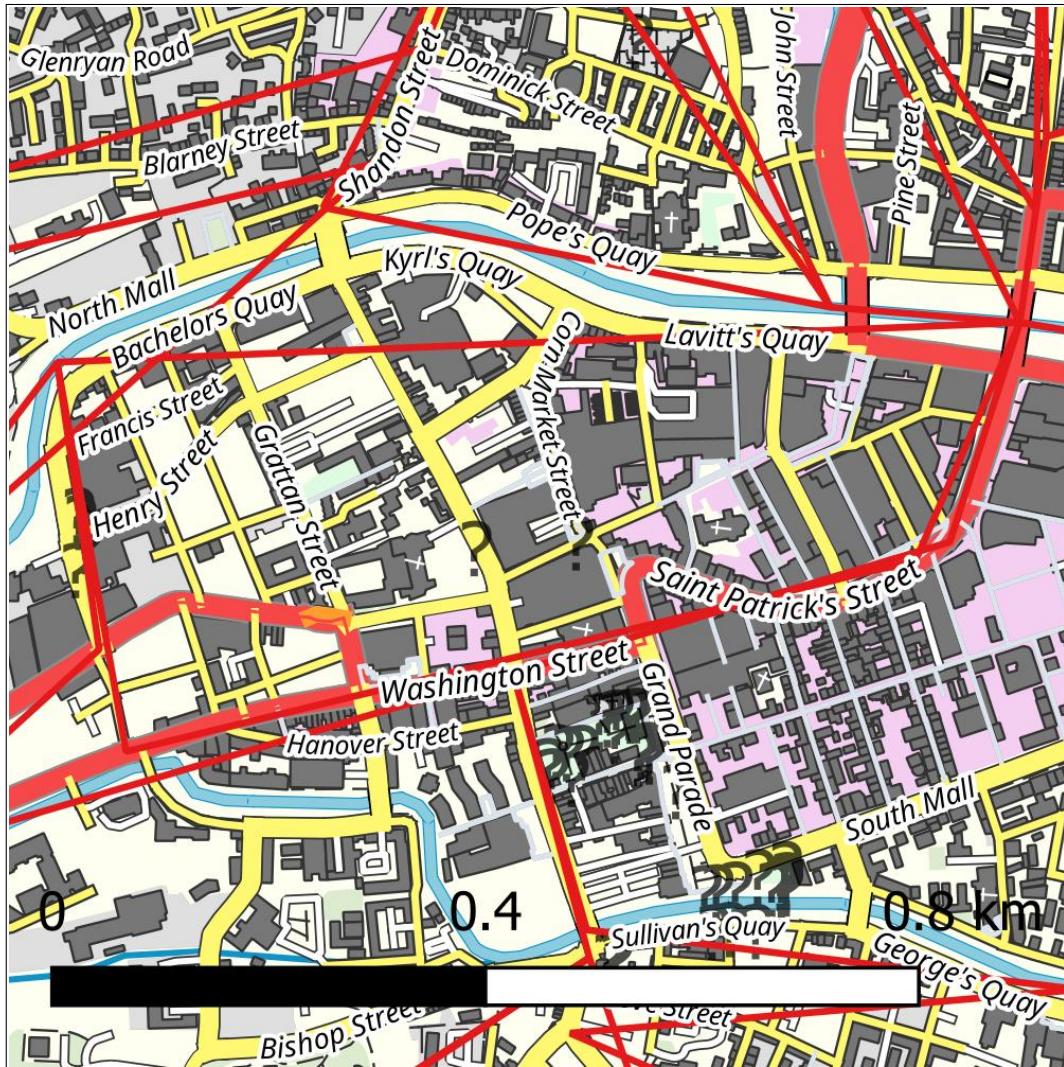 Glenryan Road
Shandon Street
Dominick Street
John Street
Blarney Street
Pine Street
Pope's Quay
Kyrl's Quay
North Mall
Bachelors Quay
Lavitt's Quay
Corn Market Street
Francis Street
Henry Street
Grattan Street
Saint Patrick's Street
Washington Street
Grand Parade
Hanover Street
South Mall
0
0.4
0.8 km
Sullivan's Quay
George's Quay
Street
Bishop Street